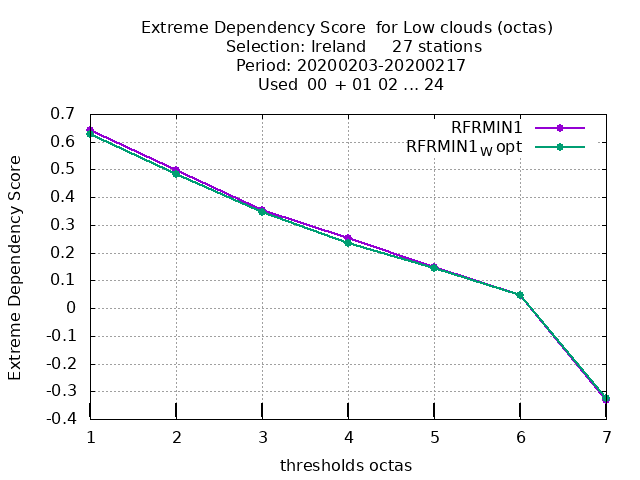 Extreme Dependency Score  for Low clouds (octas)
Selection: Ireland     27 stations
Period: 20200203-20200217
Used  00 + 01 02 ... 24
RFRMIN1
RFRMIN1W opt
Extreme Dependency Score
0.7
0.6
0.5
0.4
0.3
0.2
0.1
0
-0.1
-0.2
-0.3
-0.4
1 2 3 4 5 6 7
thresholds octas